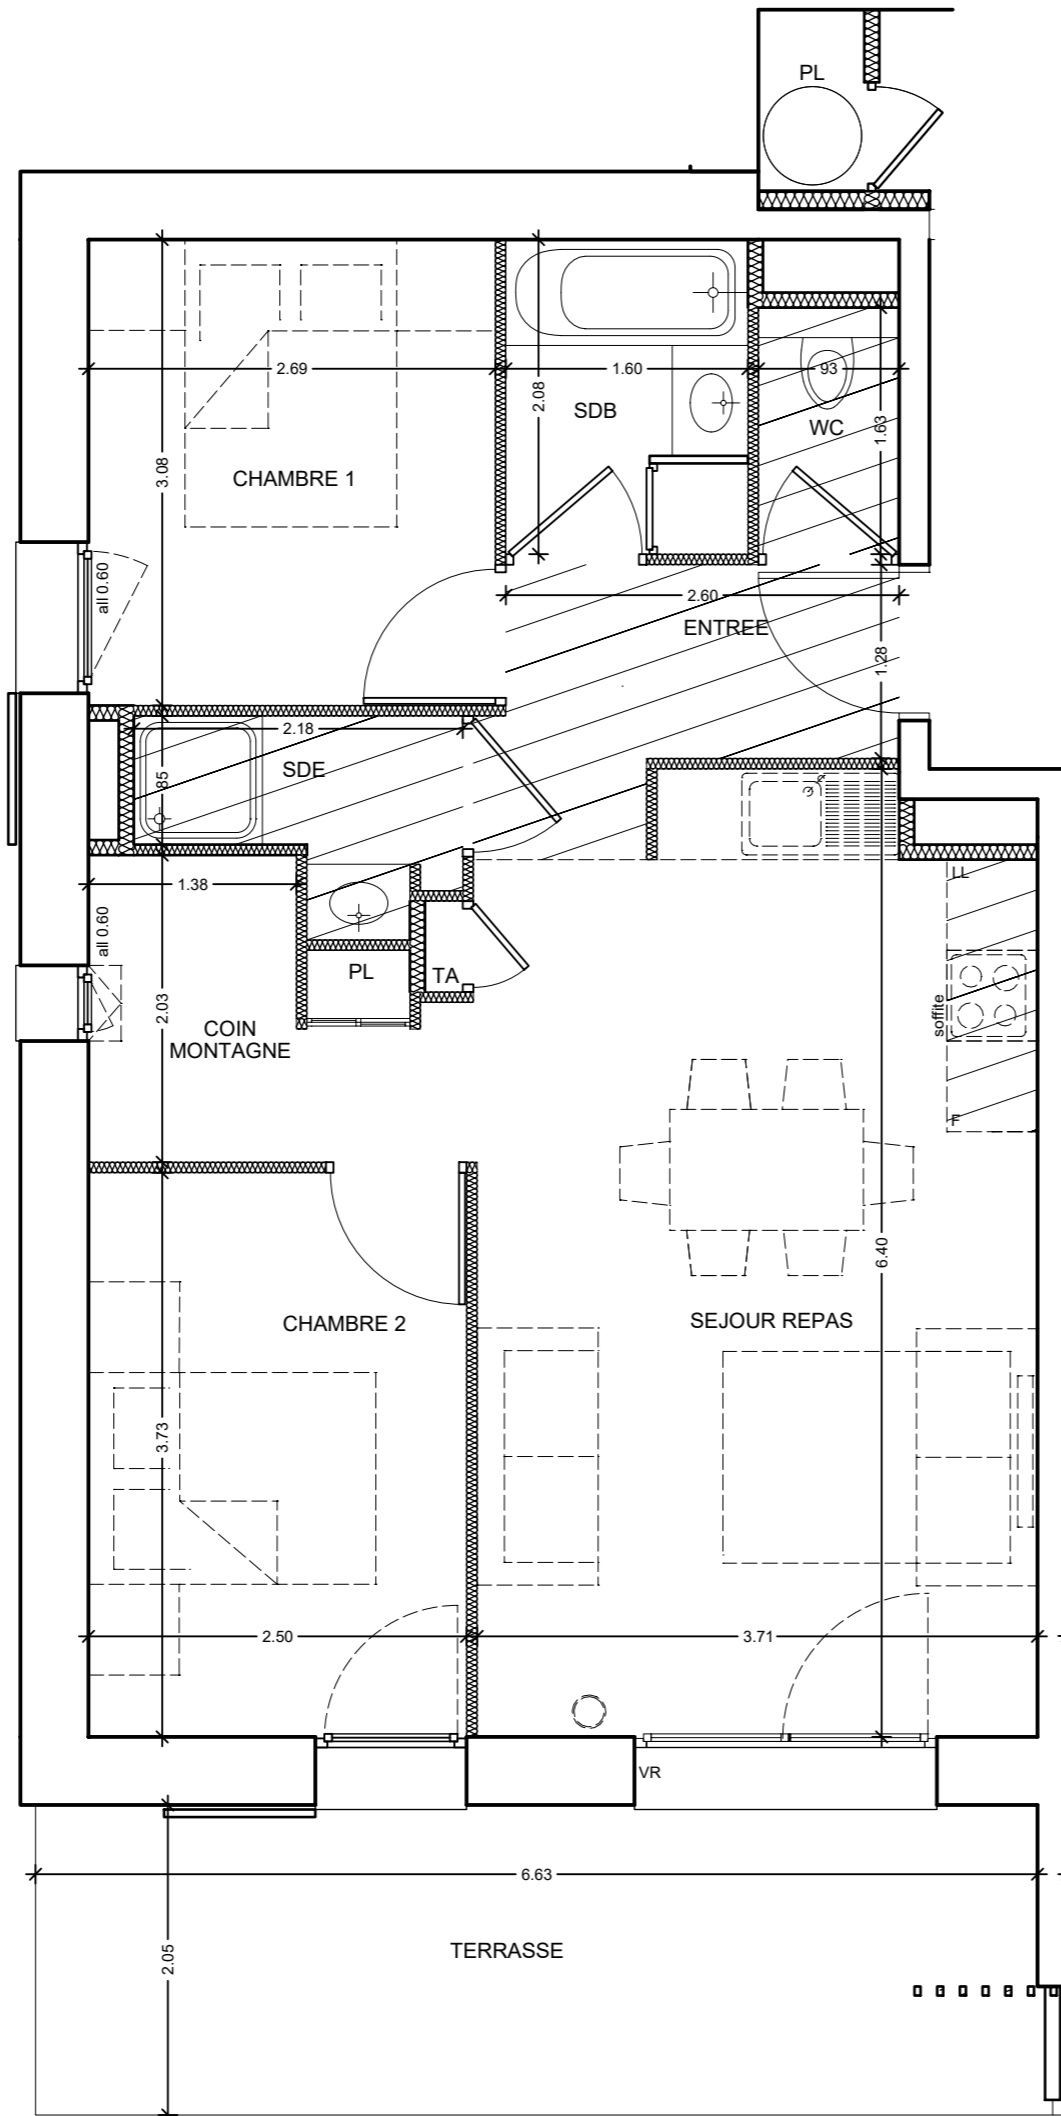 PL
2.69
1.60
93
2.08
SDB
WC
1.63
3.08
CHAMBRE 1
all 0.60
2.60
ENTREE
1.28
2.18
SDE
85
1.38
all 0.60
LL
PL
TA
2.03
COIN
MONTAGNE
soffite
F
6.40
CHAMBRE 2
SEJOUR REPAS
3.73
2.50
3.71
VR
6.63
2.05
TERRASSE